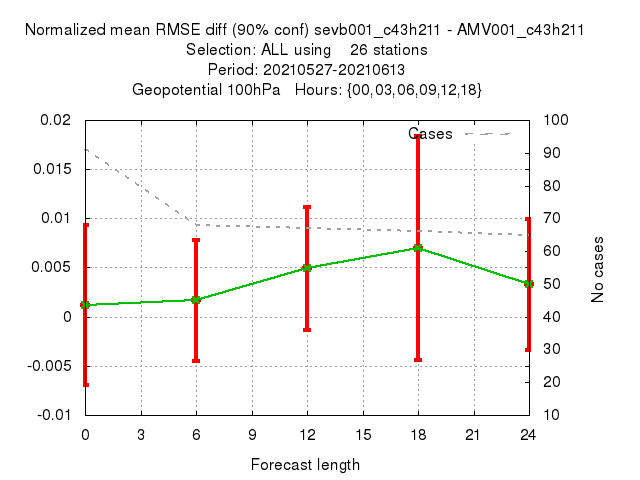 Normalized mean RMSE diff (90% conf) sevb001_c43h211 - AMV001_c43h211
Selection: ALL using    26 stations
Period: 20210527-20210613
Geopotential 100hPa   Hours: {00,03,06,09,12,18}
Cases
0.02
0.015
0.01
0.005
0
-0.005
-0.01
100
90
80
70
60
50
40
30
20
10
No cases
0 3 6 9 12 15 18 21 24
Forecast length